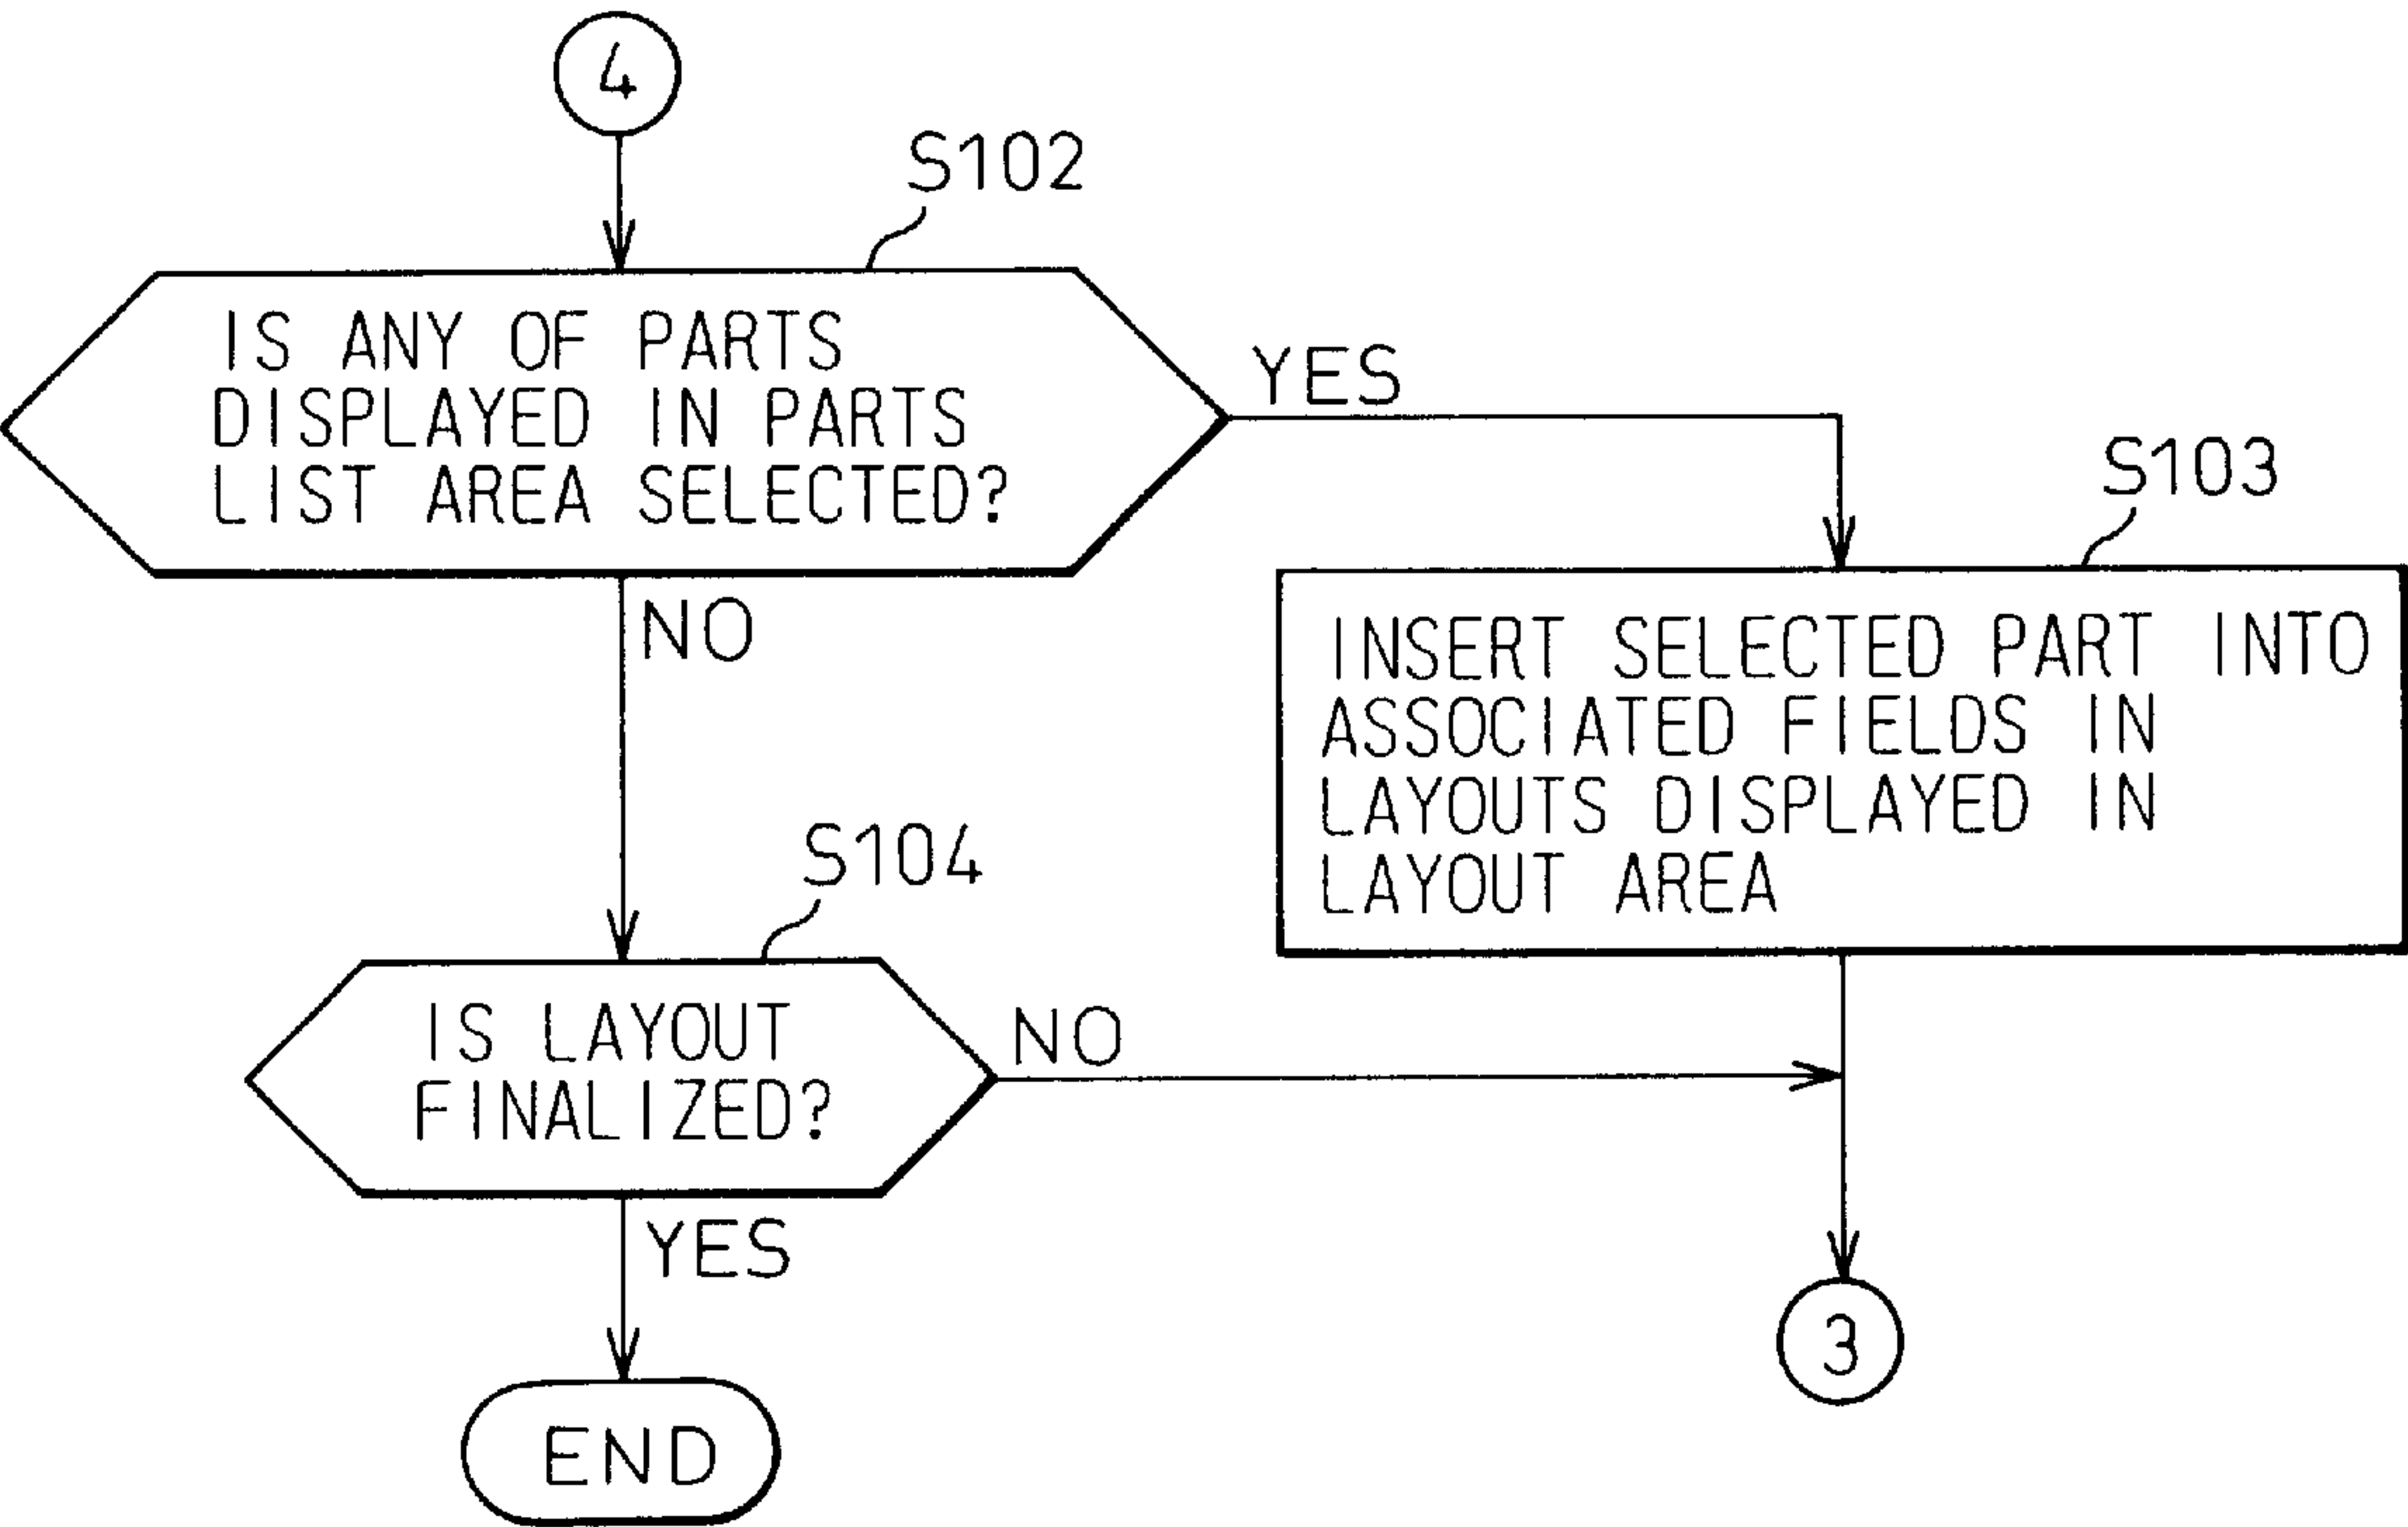 4
S102
IS ANY OF PARTS
DISPLAYED IN PARTS
LIST AREA SELECTED?
YES
S103
NO
INSERT SELECTED PART INTO
ASSOCIATED FIELDS IN
LAYOUTS DISPLAYED IN
LAYOUT AREA
S104
IS LAYOUT
FINALIZED?
NO
YES
3
END